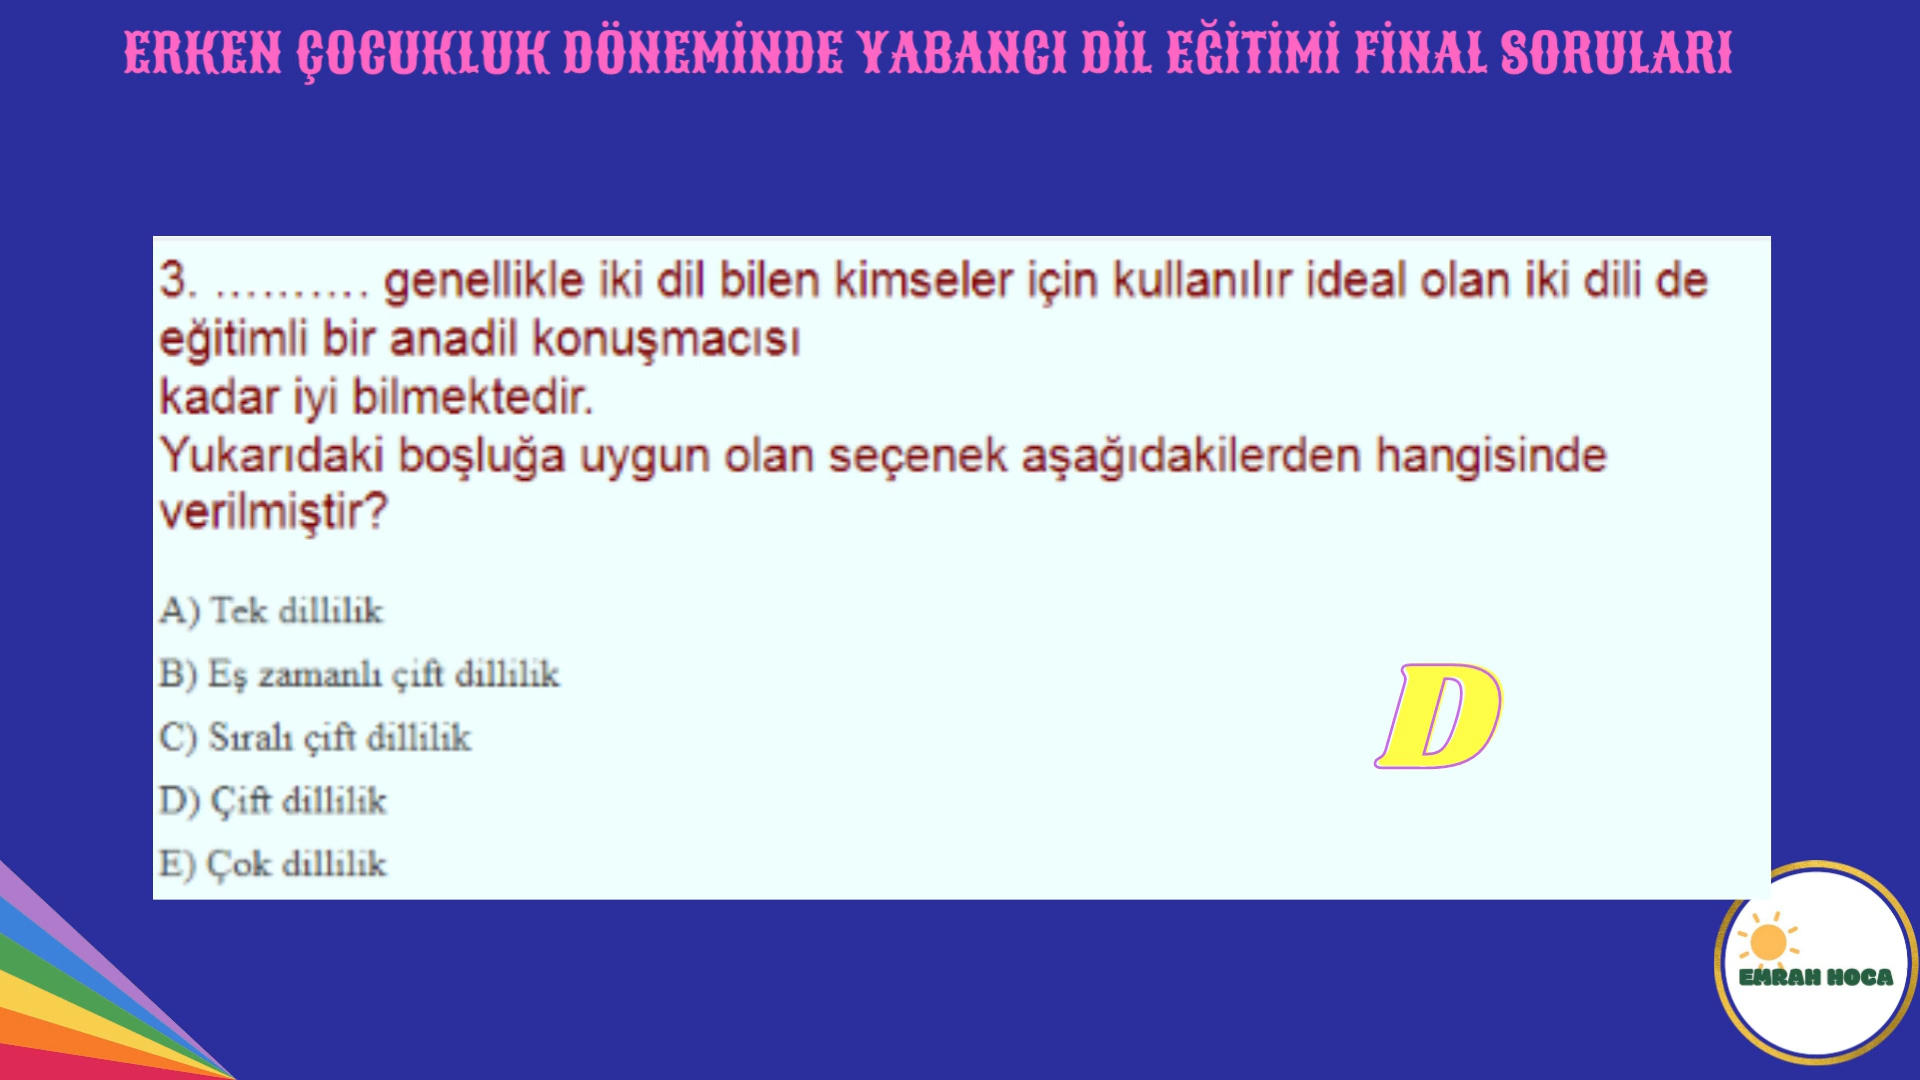 ERKEN ÇOCUKLUK DÖNEMİNDE YABANCI DİL EĞİTİMİ FİNAL SORULARI
3. .......... genellikle iki dil bilen kimseler için kullanılır ideal olan iki dili de
eğitimli bir anadil konuşmacısı
kadar iyi bilmektedir.
Yukarıdaki boşluğa uygun olan seçenek aşağıdakilerden hangisinde
verilmiştir?
A) Tek dillilik
B) Eş zamanlı çift dillilik
C) Sıralı çift dillilik
D) Çift dillilik
E) Çok dillilik
D
EMRAH HOCA